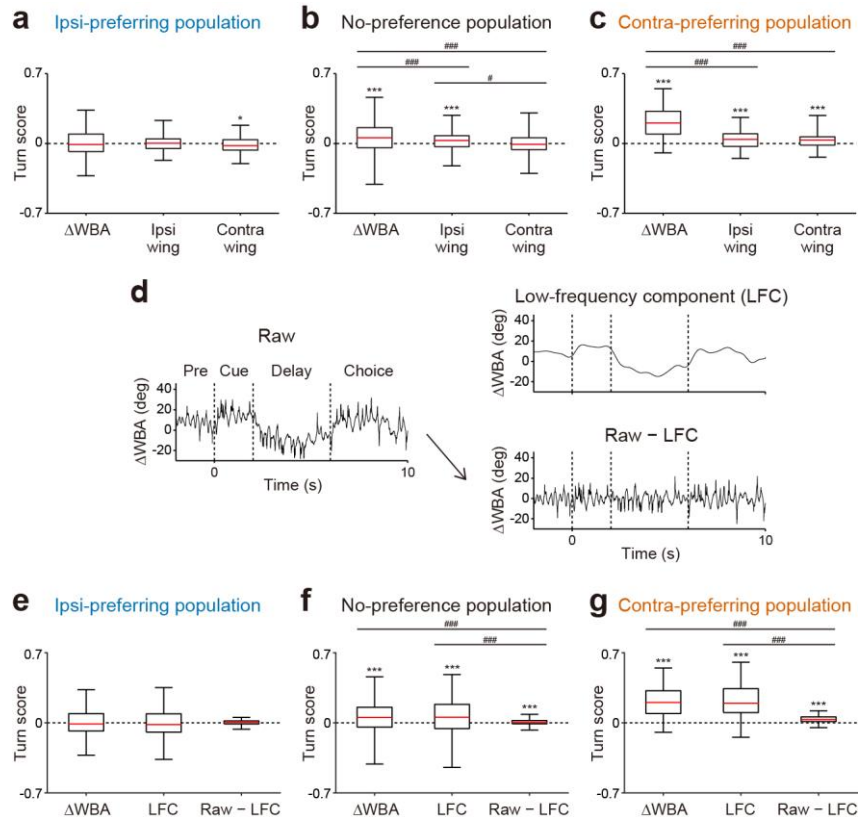 a Ipsi-preferring population
b No-preference population
c Contra-preferring population
###
###
#
###
###
Turn score
0.7
0
-0.7
*
ΔWBA
Ipsi wing
Contra wing
Turn score
0.7
0
-0.7
***
***
ΔWBA
Ipsi wing
Contra wing
Turn score
0.7
0
-0.7
***
***
***
ΔWBA
Ipsi wing
Contra wing
d
Raw
Pre Cue Delay Choice
ΔWBA (deg)
40
20
0
-20
0 10
Time (s)
Low-frequency component (LFC)
ΔWBA (deg)
40
20
0
-20
Raw − LFC
ΔWBA (deg)
40
20
0
-20
0 10
Time (s)
e Ipsi-preferring population
f No-preference population
g Contra-preferring population
###
###
###
###
Turn score
0.7
0
-0.7
ΔWBA LFC Raw − LFC
Turn score
0.7
0
-0.7
***
***
***
ΔWBA LFC Raw − LFC
Turn score
0.7
0
-0.7
***
***
***
ΔWBA LFC Raw − LFC